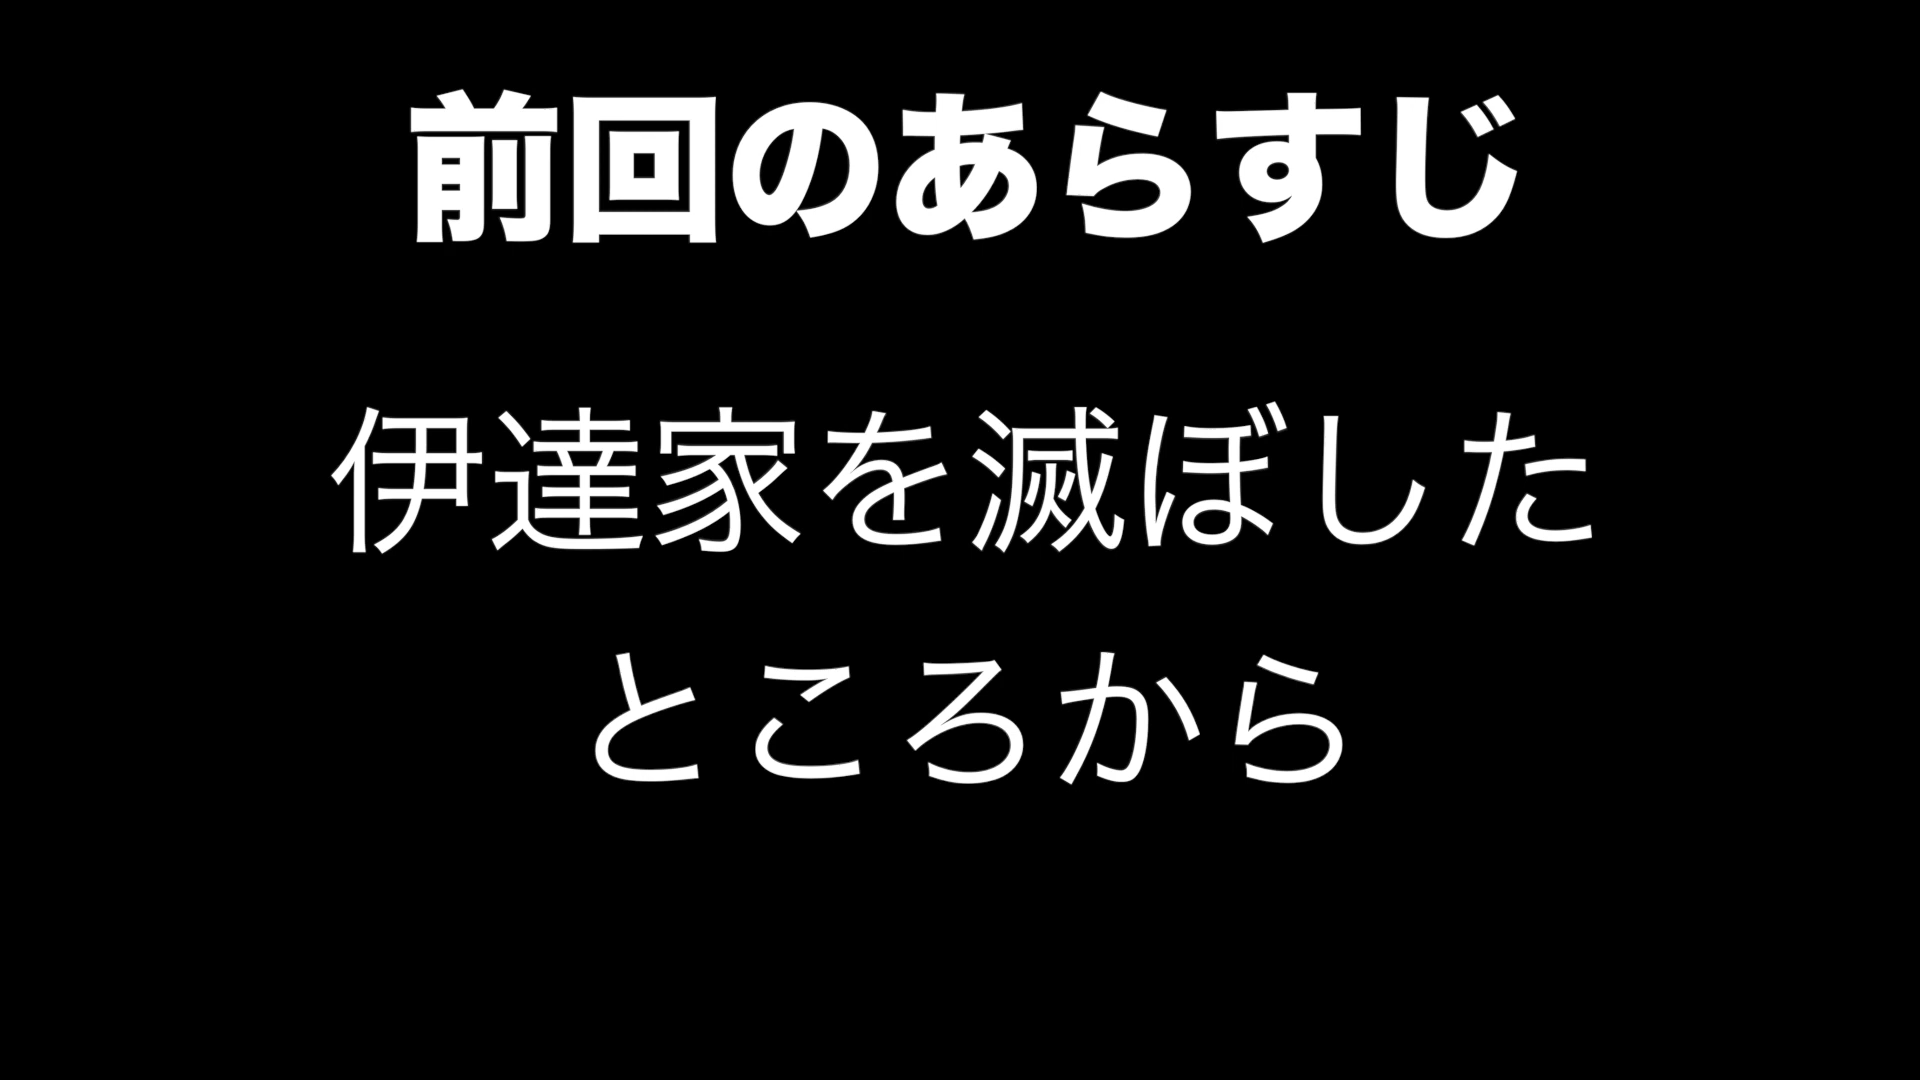 前回のあらすじ
伊達家を滅ぼした
ところから